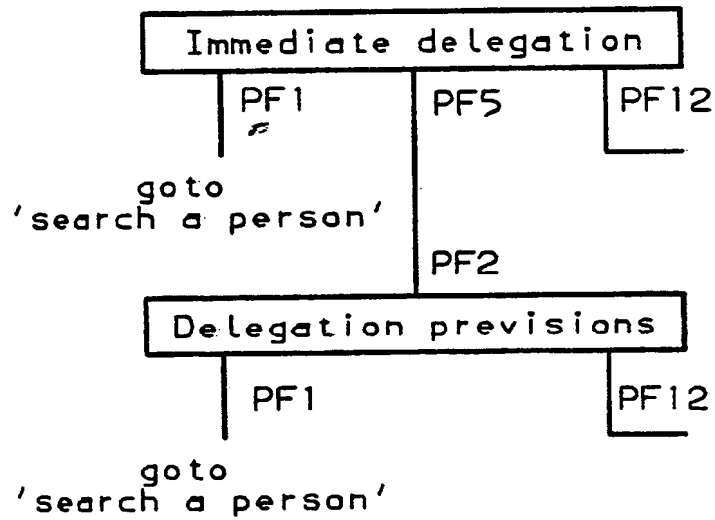 Immediate delegation
PF1 PF5 PF12
goto
'search a person'
PF2
Delegation previsions
PF1 PF12
goto
'search a person'